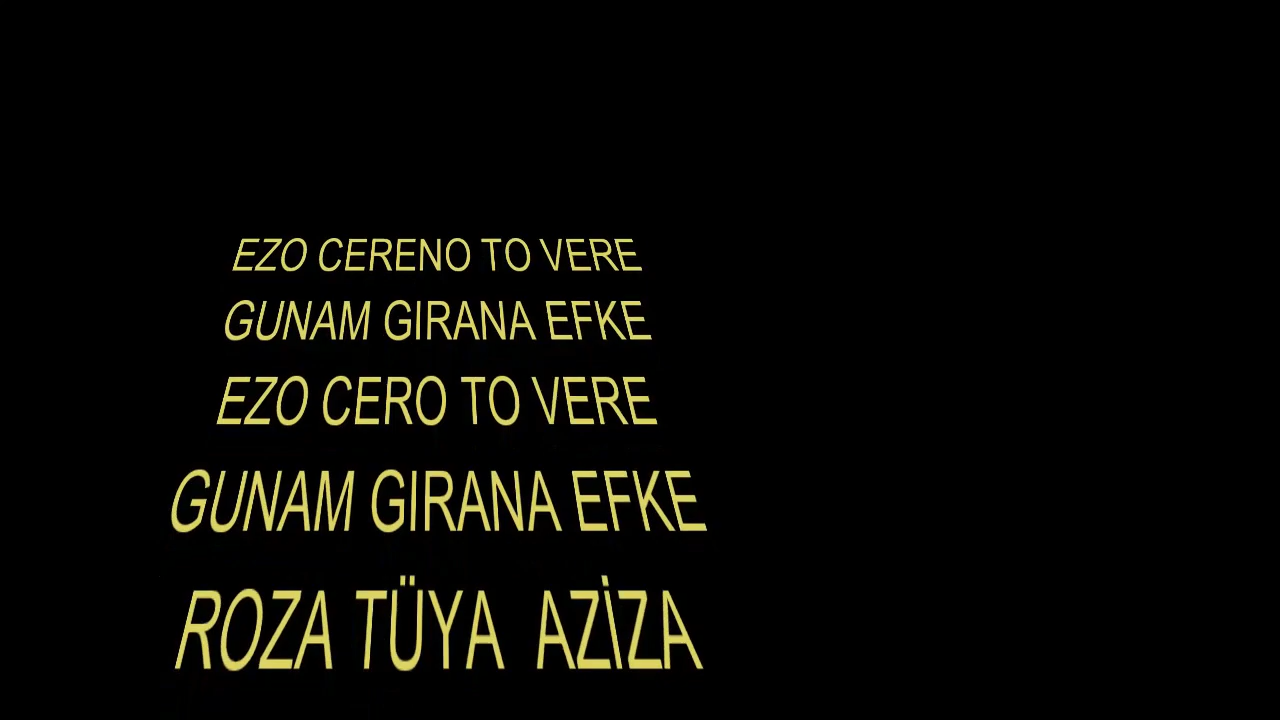 EZO CERENO TO VERE
GUNAM GIRANA EFKE
EZO CERO TO VERE
GUNAM GIRANA EFKE
ROZA TÜYA AZİZA